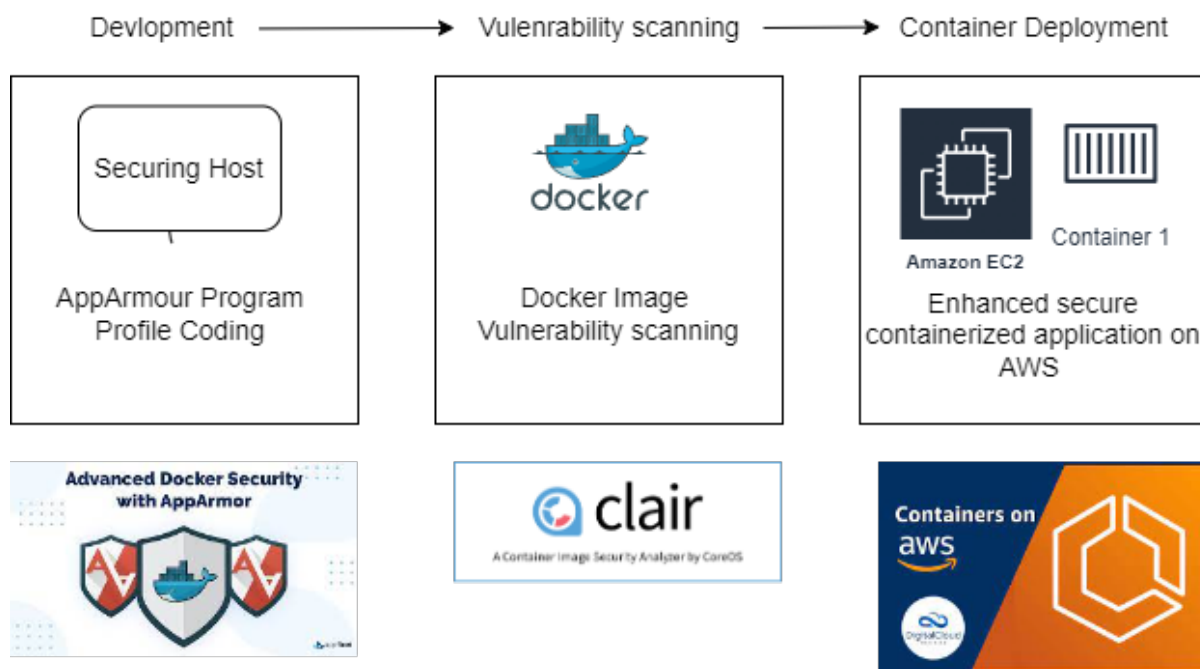 Devlopment
Vulenrability scanning
Container Deployment
Securing Host
AppArmour Program
Profile Coding
docker
Docker Image
Vulnerability scanning
Amazon EC2
Container 1
Enhanced secure
containerized application on
AWS
Advanced Docker Security
with AppArmor
clair
A Container Image Security Analyzer by CoreOS
Containers on
aws
DigitalCloud